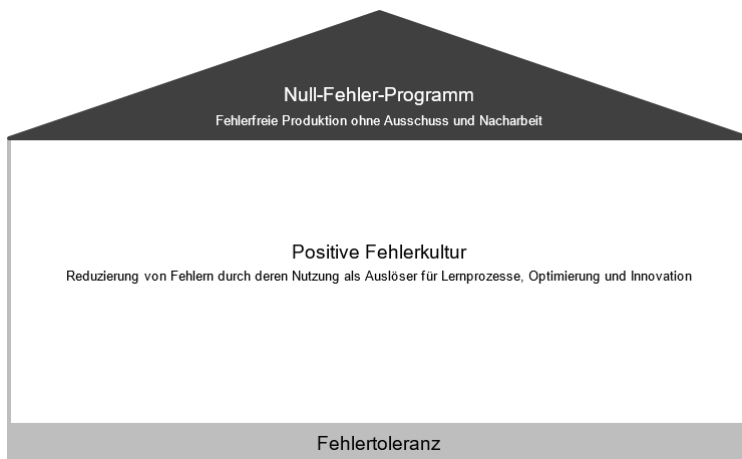 Null-Fehler-Programm
Fehlerfreie Produktion ohne Ausschuss und Nacharbeit
Positive Fehlerkultur
Reduzierung von Fehlern durch deren Nutzung als Auslöser für Lernprozesse, Optimierung und Innovation
Fehlertoleranz